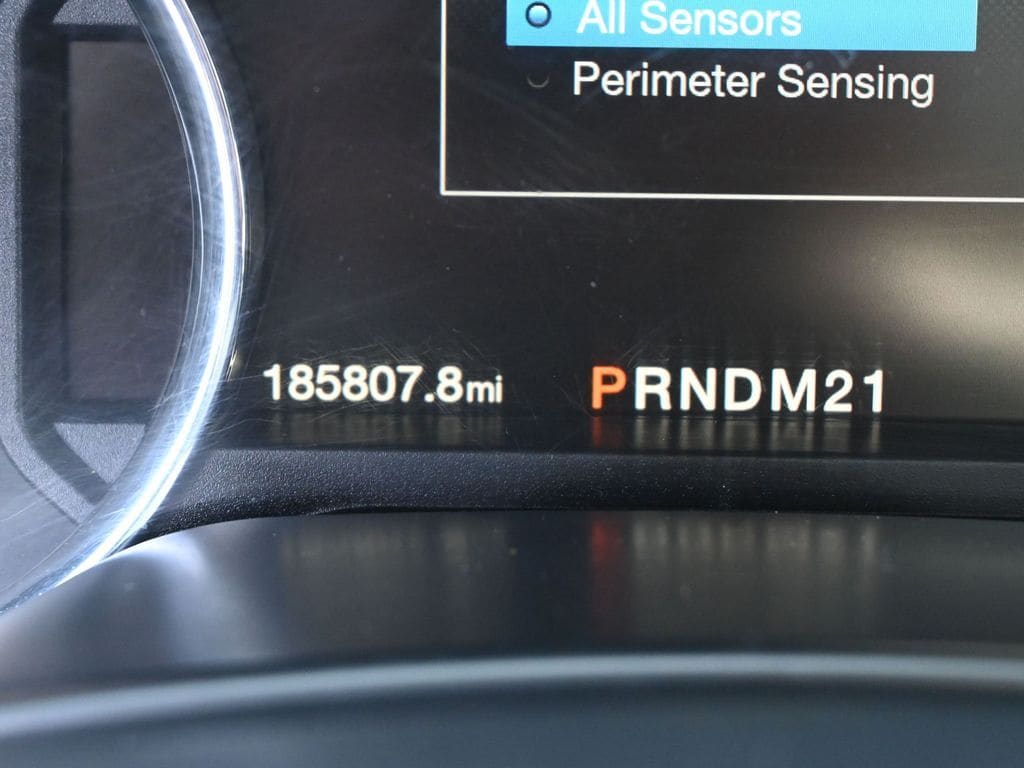 All Sensors
Perimeter Sensing
185807.8mi PRNDM21